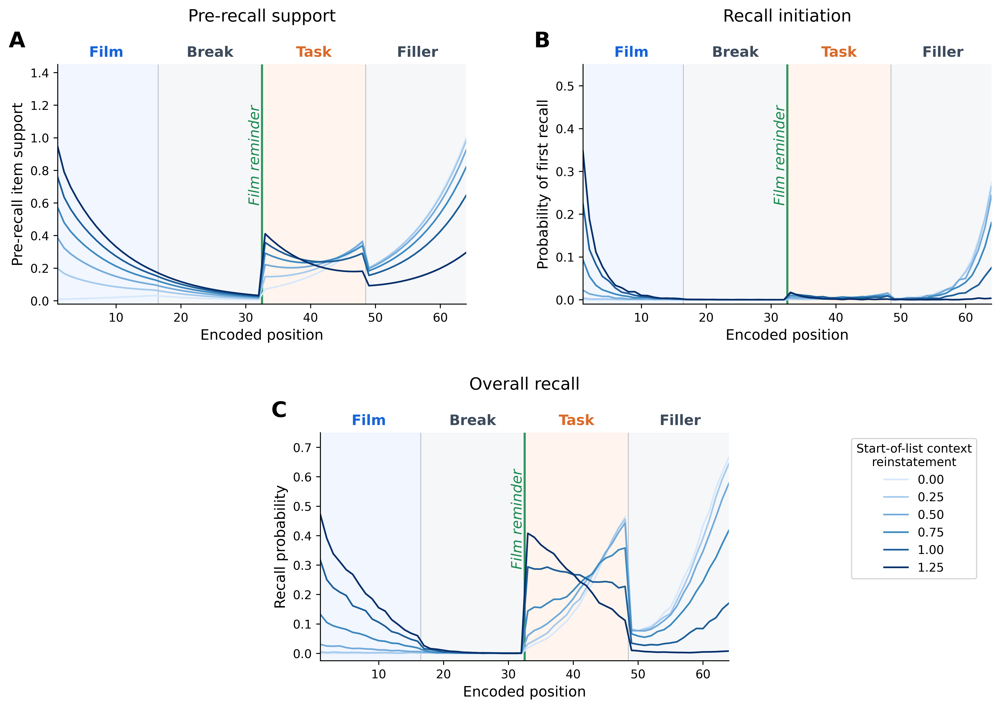 Pre-recall support
A
Film Break Task Filler
1.4
1.2
1.0
0.8
0.6
0.4
0.2
0.0
Pre-recall item support
Film reminder
10 20 30 40 50 60
Encoded position
Recall initiation
B
Film Break Task Filler
0.5
0.4
0.3
0.2
0.1
0.0
Probability of first recall
Film reminder
10 20 30 40 50 60
Encoded position
Overall recall
C
Film Break Task Filler
0.7
0.6
0.5
0.4
0.3
0.2
0.1
0.0
Recall probability
Film reminder
10 20 30 40 50 60
Encoded position
Start-of-list context
reinstatement
0.00
0.25
0.50
0.75
1.00
1.25